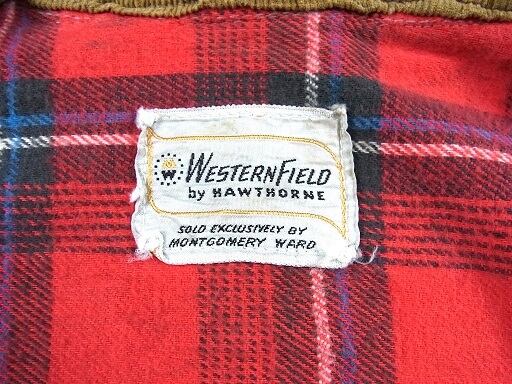 W WESTERNFIELD
by HAWTHORNE
SOLD EXCLUSIVELY BY
MONTGOMERY WARD